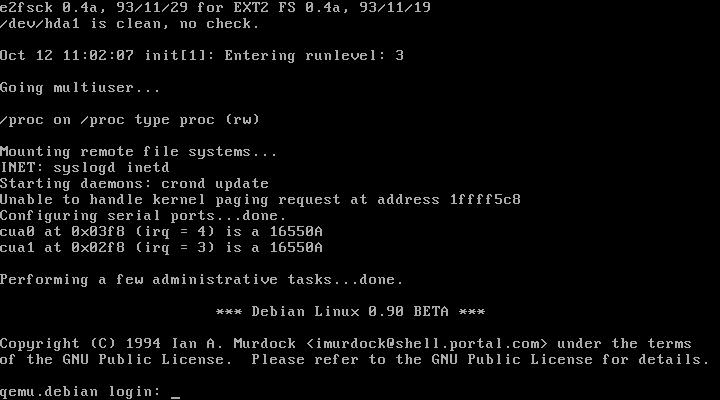 e2fsck 0.4a, 93/11/29 for EXT2 FS 0.4a, 93/11/19
/dev/hda1 is clean, no check.
Oct 12 11:02:07 init[1]: Entering runlevel: 3
Going multiuser...
/proc on /proc type proc (rw)
Mounting remote file systems...
INET: syslogd inetd
Starting daemons: crond update
Unable to handle kernel paging request at address 1ffff5c8
Configuring serial ports...done.
cua0 at 0x03f8 (irq = 4) is a 16550A
cua1 at 0x02f8 (irq = 3) is a 16550A
Performing a few administrative tasks...done.
*** Debian Linux 0.90 BETA ***
Copyright (C) 1994 Ian A. Murdock <imurdock@shell.portal.com> under the terms
of the GNU Public License.  Please refer to the GNU Public License for details.
qemu.debian login: _